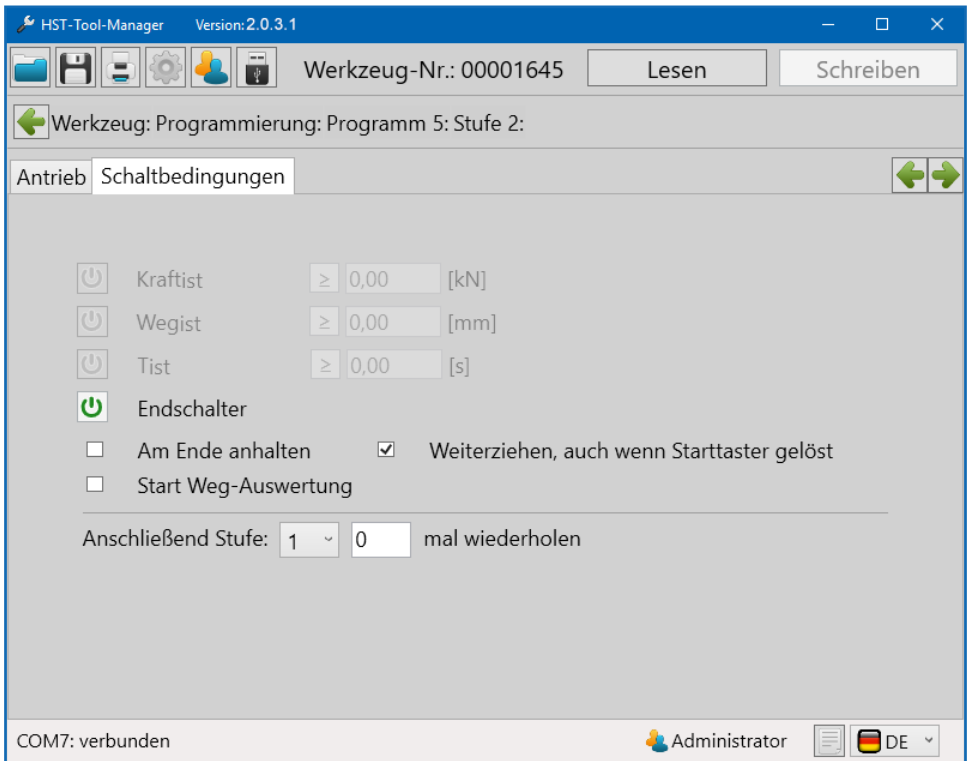 HST-Tool-Manager Version:2.0.3.1
Werkzeug-Nr.: 00001645 Lesen Schreiben
Werkzeug: Programmierung: Programm 5: Stufe 2:
Antrieb Schaltbedingungen
Kraftist ≥ 0,00 [kN]
Wegist ≥ 0,00 [mm]
Tist ≥ 0,00 [s]
Endschalter
Am Ende anhalten Weiterziehen, auch wenn Starttaster gelöst
Start Weg-Auswertung
Anschließend Stufe: 1 0 mal wiederholen
COM7: verbunden Administrator DE